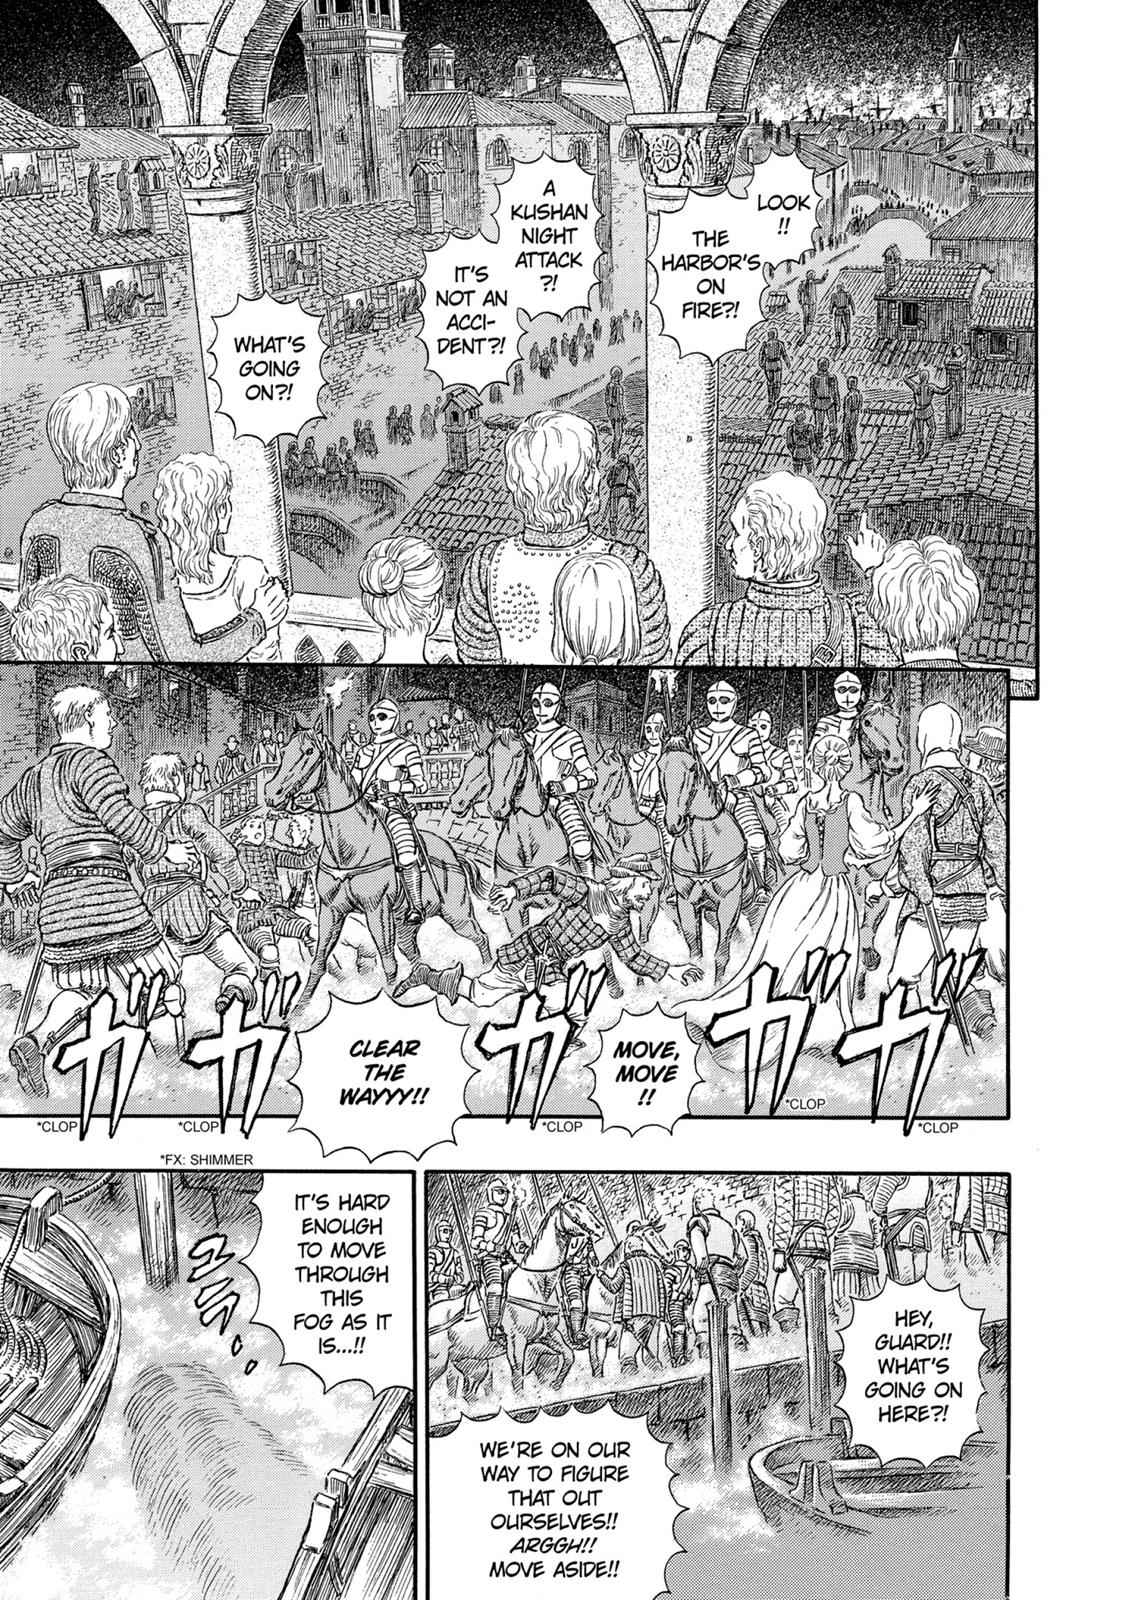 LOOK
!!
THE
HARBOR'S
ON
FIRE?!
A
KUSHAN
NIGHT
ATTACK
?!
IT'S
NOT AN
ACCI-
DENT?!
WHAT'S
GOING
ON?!
ガ
ガ
MOVE,
MOVE
!!
ガ
CLEAR
THE
WAYYY!!
ガ
ガ
*CLOP
*CLOP
*CLOP
*CLOP
*CLOP
*FX: SHIMMER
HEY,
GUARD!!
WHAT'S
GOING ON
HERE?!
WE'RE ON OUR
WAY TO FIGURE
THAT OUT
OURSELVES!!
ARGGH!!
MOVE ASIDE!!
IT'S HARD
ENOUGH
TO MOVE
THROUGH
THIS
FOG AS IT
IS...!!